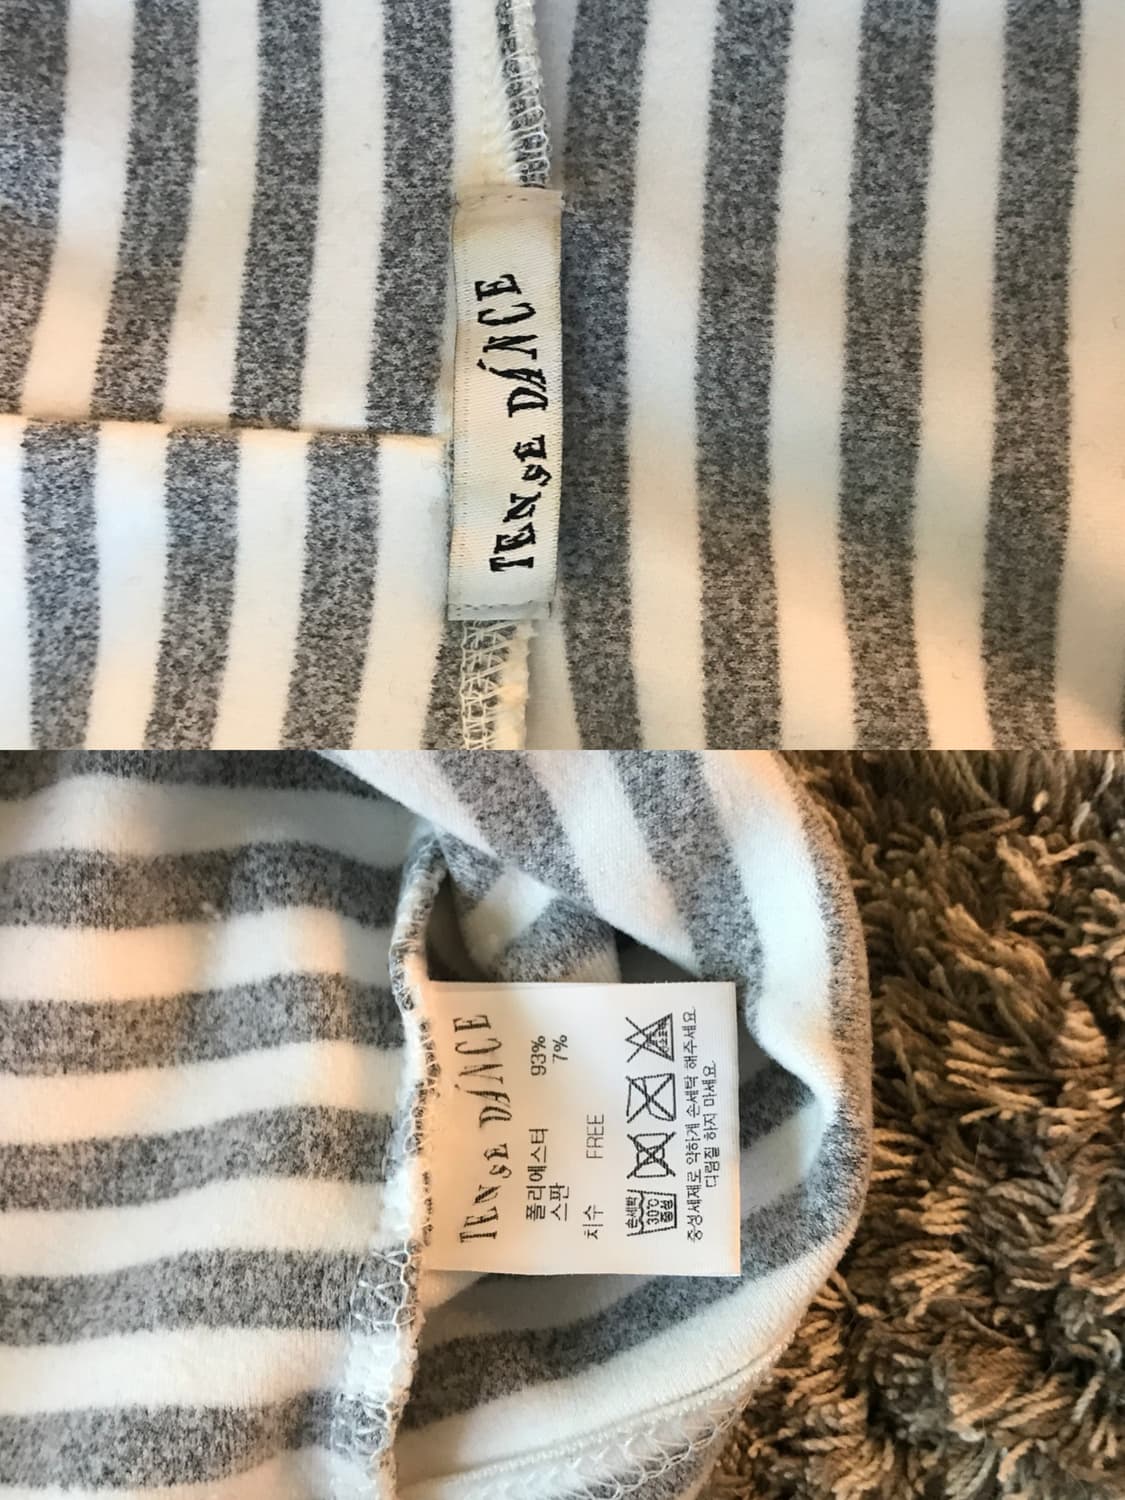 TENSE DÁNCE
TENSE DÁNCE
폴리에스터 93%
스판 7%
치수 FREE
손세탁
30℃
중성
중성세제로 약하게 손세탁 해주세요.
다림질 하지 마세요.